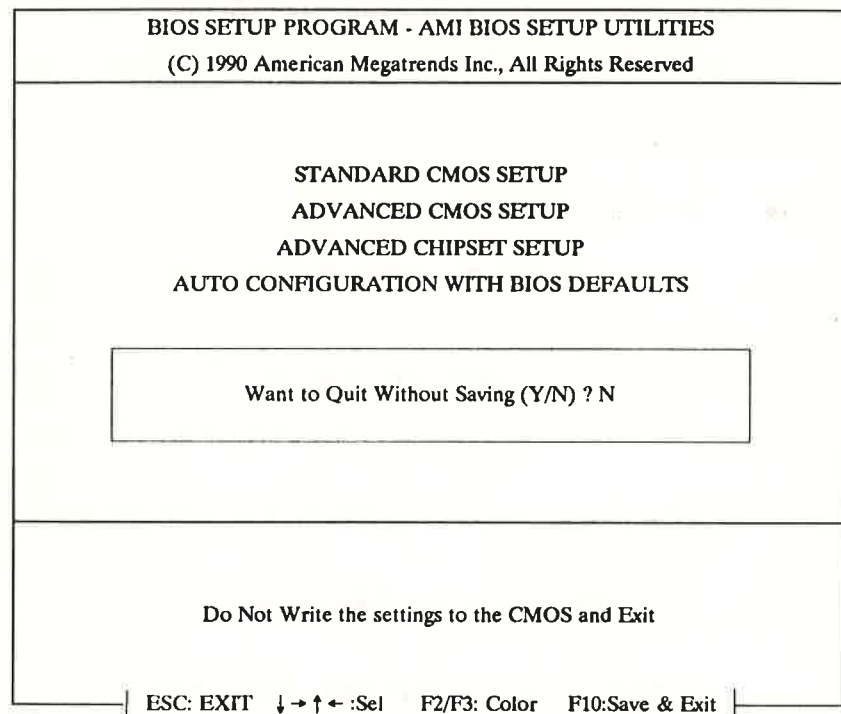 BIOS SETUP PROGRAM - AMI BIOS SETUP UTILITIES
(C) 1990 American Megatrends Inc., All Rights Reserved
STANDARD CMOS SETUP
ADVANCED CMOS SETUP
ADVANCED CHIPSET SETUP
AUTO CONFIGURATION WITH BIOS DEFAULTS
Want to Quit Without Saving (Y/N) ? N
Do Not Write the settings to the CMOS and Exit
ESC: EXIT ↓→↑← :Sel F2/F3: Color F10:Save & Exit